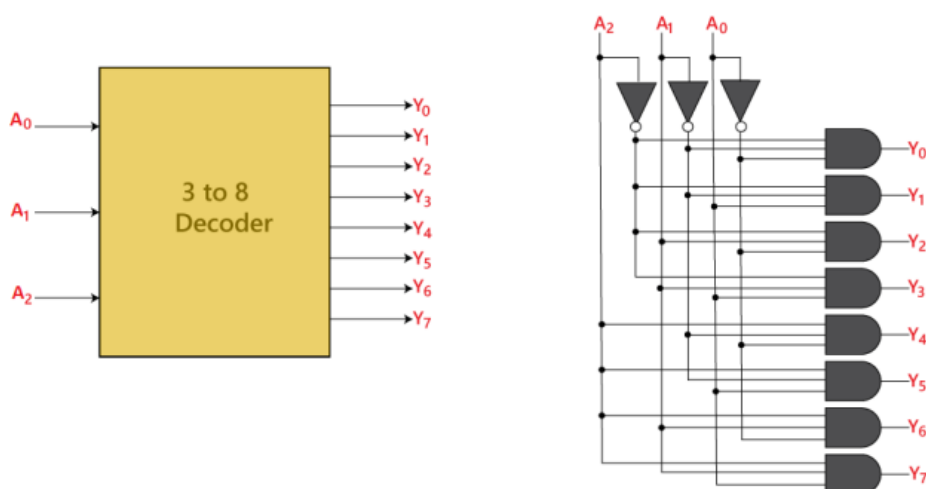 A₀
A₁
A₂
3 to 8
Decoder
Y₀
Y₁
Y₂
Y₃
Y₄
Y₅
Y₆
Y₇
A₂ A₁ A₀
Y₀
Y₁
Y₂
Y₃
Y₄
Y₅
Y₆
Y₇